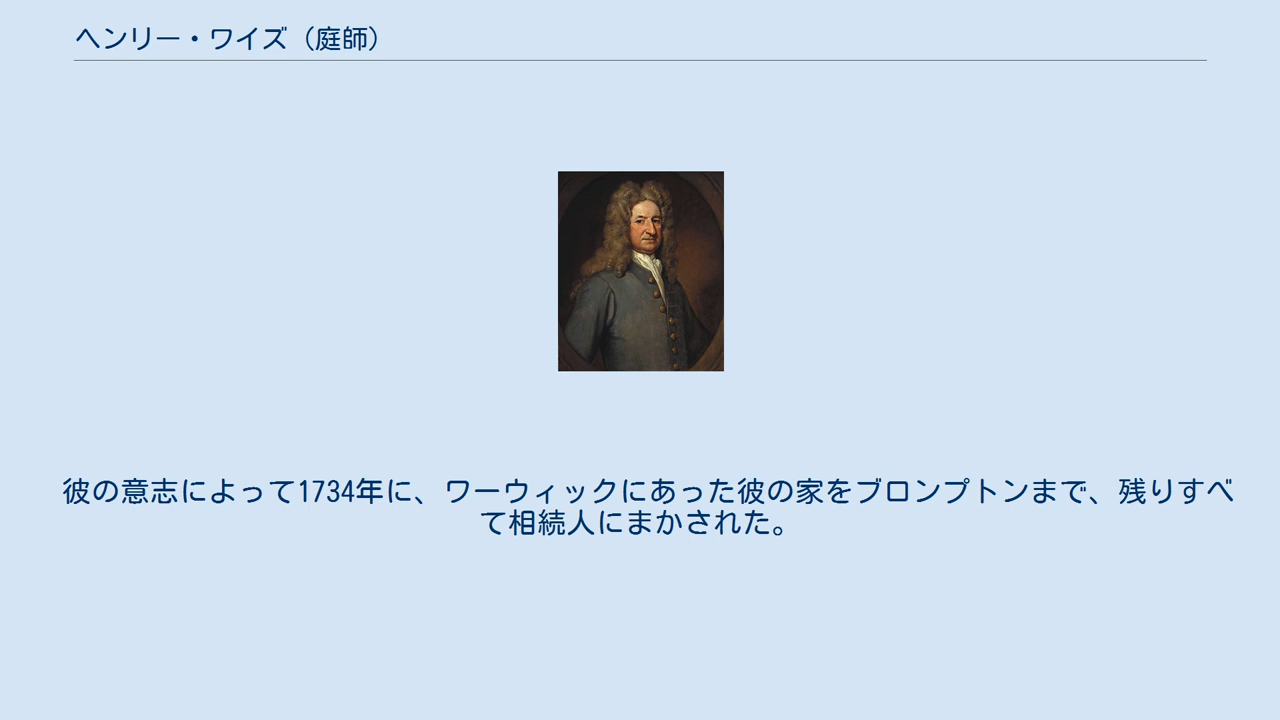 ヘンリー・ワイズ（庭師）
彼の意志によって1734年に、ワーウィックにあった彼の家をブロンプトンまで、残りすべ
て相続人にまかされた。